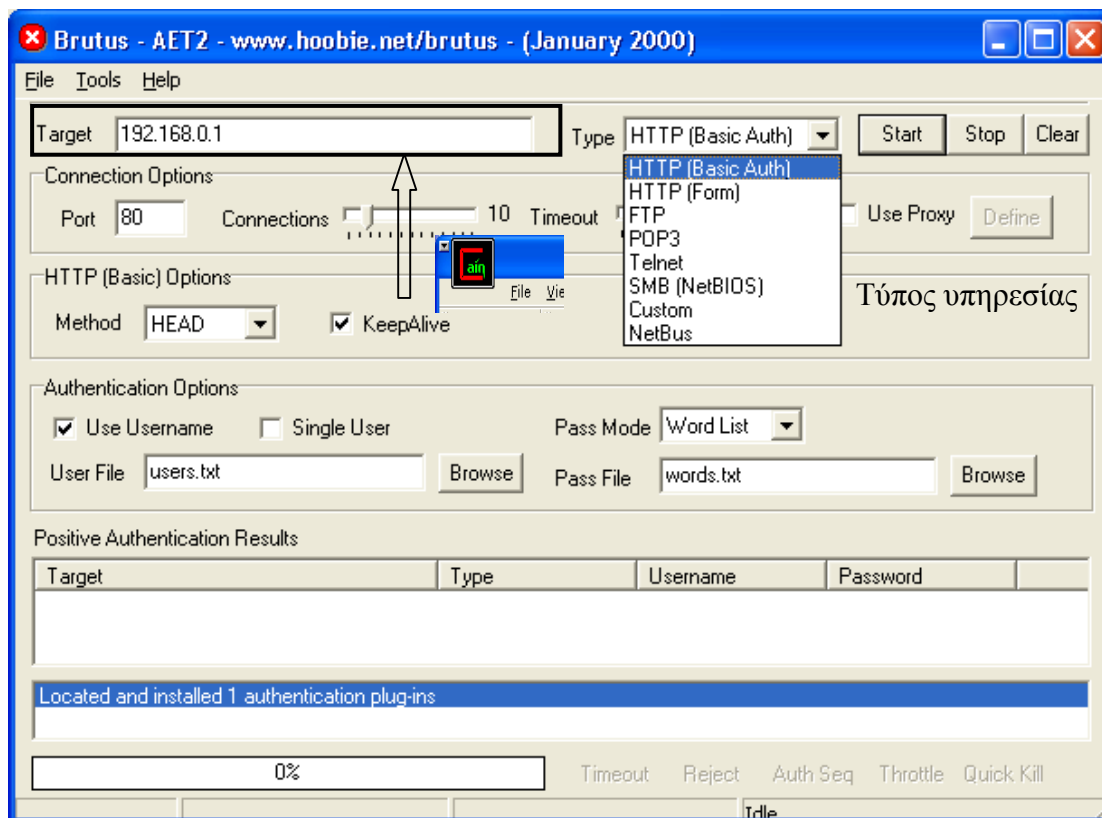 Brutus - AET2 - www.hoobie.net/brutus - (January 2000)
File Tools Help
Target 192.168.0.1 Type HTTP (Basic Auth) Start Stop Clear
HTTP (Basic Auth)
HTTP (Form)
FTP
POP3
Telnet
SMB (NetBIOS)
Custom
NetBus
Connection Options
Port 80 Connections 10 Timeout Use Proxy Define
Cain
File Vie
HTTP (Basic) Options
Τύπος υπηρεσίας
Method HEAD KeepAlive
Authentication Options
Use Username Single User Pass Mode Word List
User File users.txt Browse Pass File words.txt Browse
Positive Authentication Results
Target Type Username Password
Located and installed 1 authentication plug-ins
0% Timeout Reject Auth Seq Throttle Quick Kill
Idle